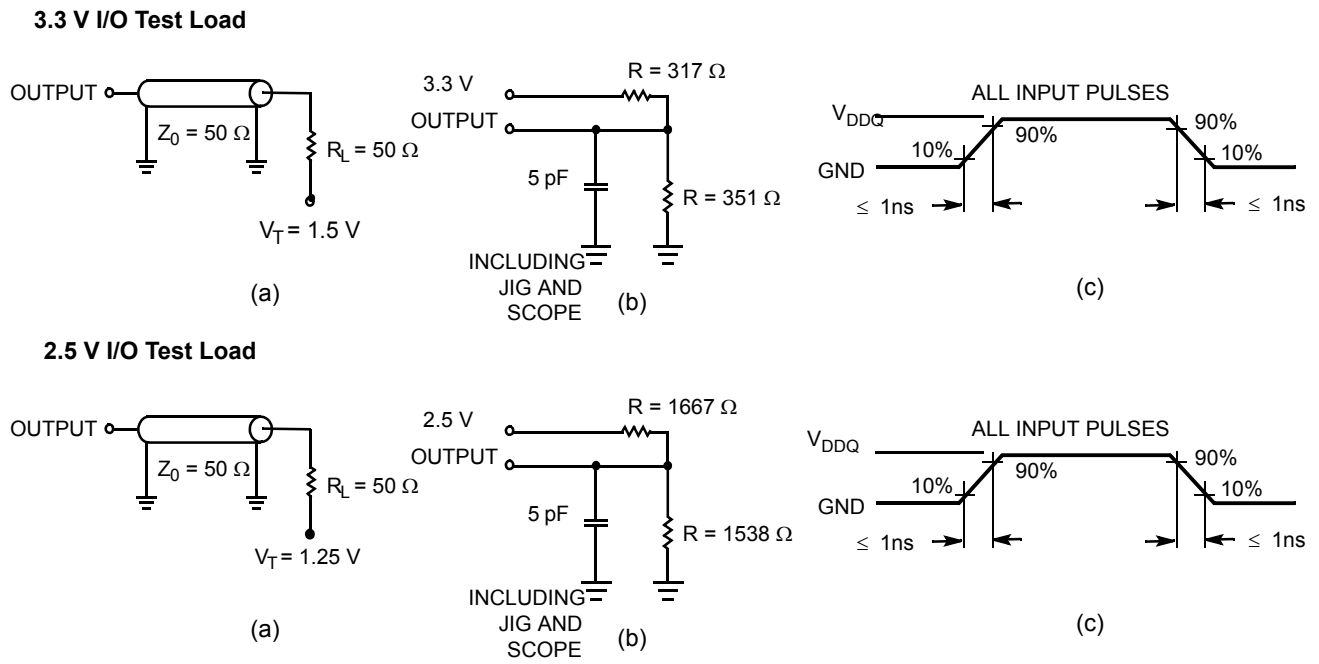 3.3 V I/O Test Load
OUTPUT
Z0 = 50 Ω
RL = 50 Ω
VT = 1.5 V
(a)
3.3 V
OUTPUT
R = 317 Ω
5 pF
R = 351 Ω
INCLUDING
JIG AND
SCOPE
(b)
ALL INPUT PULSES
VDDQ
GND
10%
90%
90%
10%
≤ 1ns
≤ 1ns
(c)
2.5 V I/O Test Load
OUTPUT
Z0 = 50 Ω
RL = 50 Ω
VT = 1.25 V
(a)
2.5 V
OUTPUT
R = 1667 Ω
5 pF
R = 1538 Ω
INCLUDING
JIG AND
SCOPE
(b)
ALL INPUT PULSES
VDDQ
GND
10%
90%
90%
10%
≤ 1ns
≤ 1ns
(c)